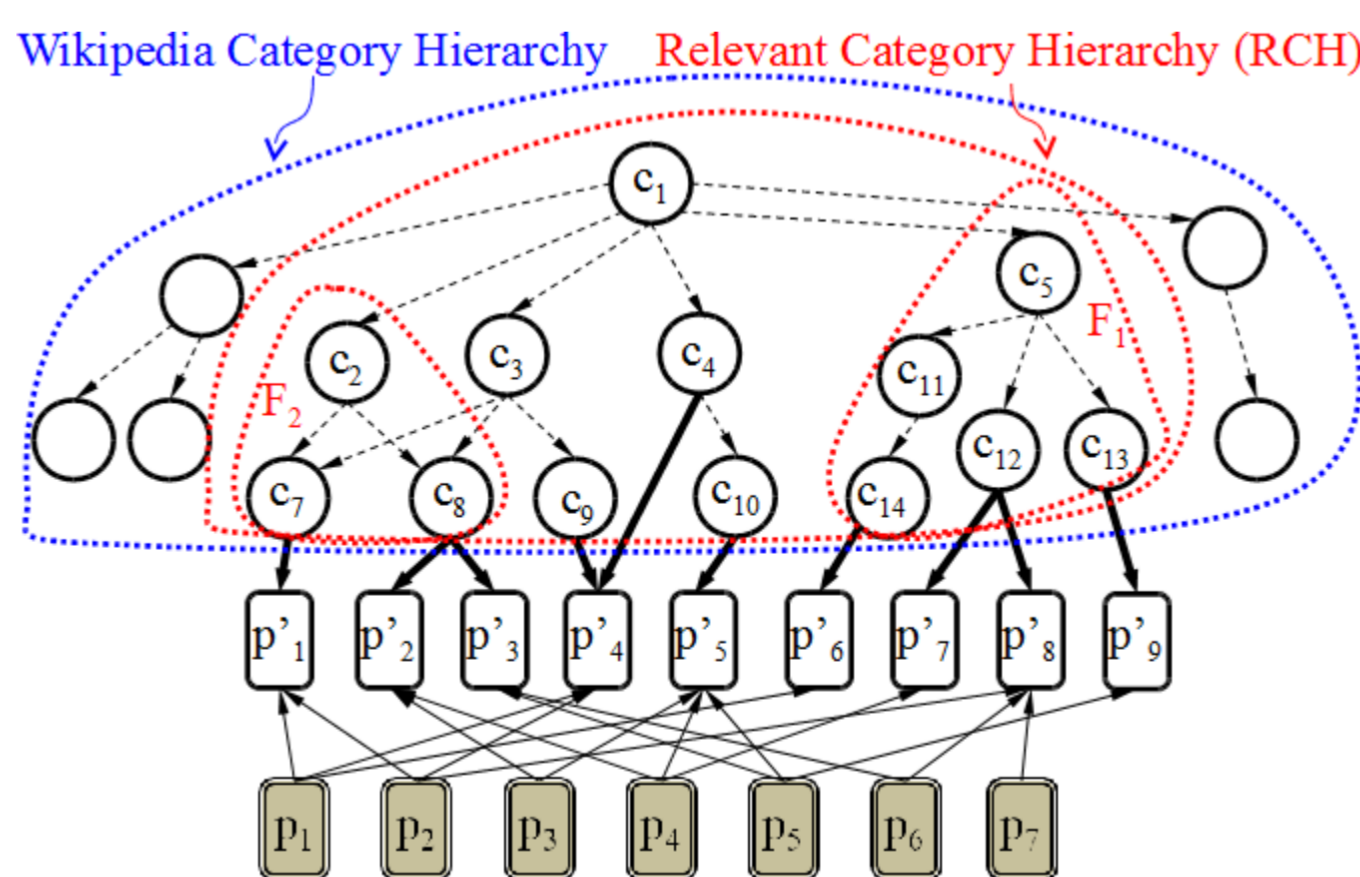 Wikipedia Category Hierarchy Relevant Category Hierarchy (RCH)
c1
c5
F1
c2 c3 c4
c11
F2
c12 c13
c7 c8 c9 c10 c14
p’1 p’2 p’3 p’4 p’5 p’6 p’7 p’8 p’9
p1 p2 p3 p4 p5 p6 p7